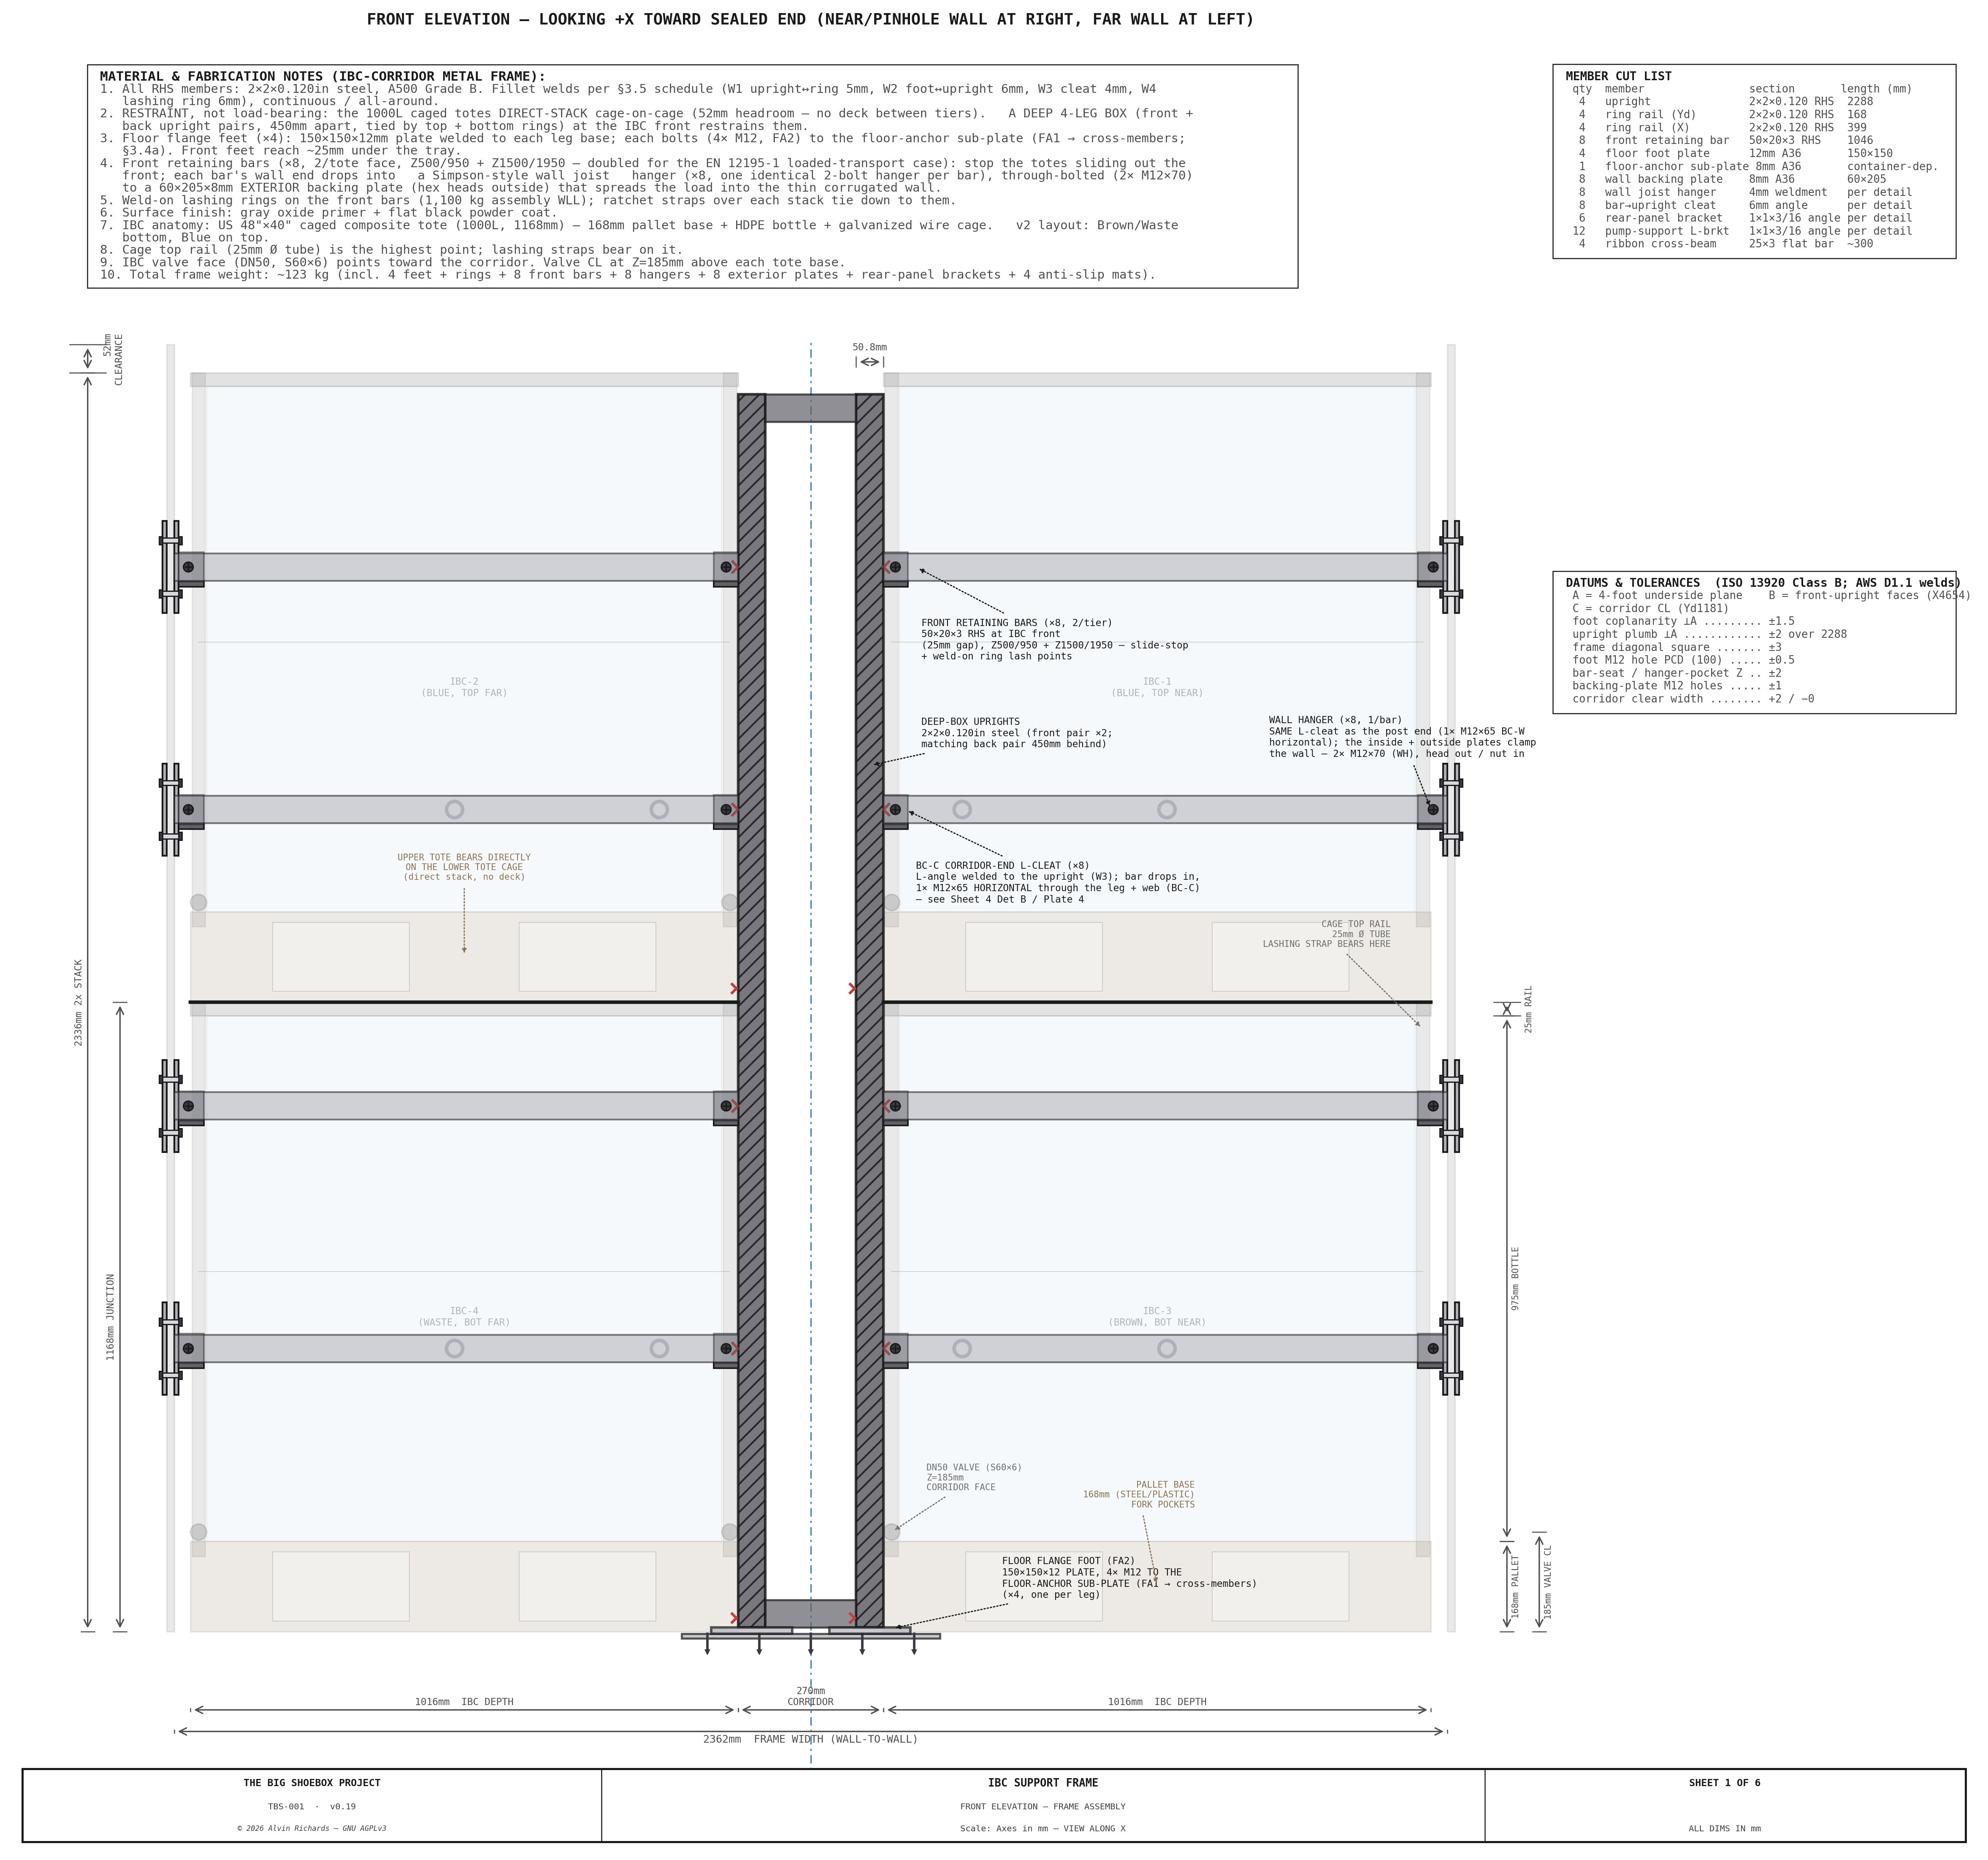 FRONT ELEVATION — LOOKING +X TOWARD SEALED END (NEAR/PINHOLE WALL AT RIGHT, FAR WALL AT LEFT)
MATERIAL & FABRICATION NOTES (IBC-CORRIDOR METAL FRAME):
1. All RHS members: 2×2×0.120in steel, A500 Grade B. Fillet welds per §3.5 schedule (W1 upright↔ring 5mm, W2 foot↔upright 6mm, W3 cleat 4mm, W4
lashing ring 6mm), continuous / all-around.
2. RESTRAINT, not load-bearing: the 1000L caged totes DIRECT-STACK cage-on-cage (52mm headroom — no deck between tiers).   A DEEP 4-LEG BOX (front +
back upright pairs, 450mm apart, tied by top + bottom rings) at the IBC front restrains them.
3. Floor flange feet (×4): 150×150×12mm plate welded to each leg base; each bolts (4× M12, FA2) to the floor-anchor sub-plate (FA1 → cross-members;
§3.4a). Front feet reach ~25mm under the tray.
4. Front retaining bars (×8, 2/tote face, Z500/950 + Z1500/1950 — doubled for the EN 12195-1 loaded-transport case): stop the totes sliding out the
front; each bar's wall end drops into   a Simpson-style wall joist   hanger (×8, one identical 2-bolt hanger per bar), through-bolted (2× M12×70)
to a 60×205×8mm EXTERIOR backing plate (hex heads outside) that spreads the load into the thin corrugated wall.
5. Weld-on lashing rings on the front bars (1,100 kg assembly WLL); ratchet straps over each stack tie down to them.
6. Surface finish: gray oxide primer + flat black powder coat.
7. IBC anatomy: US 48"×40" caged composite tote (1000L, 1168mm) — 168mm pallet base + HDPE bottle + galvanized wire cage.   v2 layout: Brown/Waste
bottom, Blue on top.
8. Cage top rail (25mm Ø tube) is the highest point; lashing straps bear on it.
9. IBC valve face (DN50, S60×6) points toward the corridor. Valve CL at Z=185mm above each tote base.
10. Total frame weight: ~123 kg (incl. 4 feet + rings + 8 front bars + 8 hangers + 8 exterior plates + rear-panel brackets + 4 anti-slip mats).
MEMBER CUT LIST
qty  member  section  length (mm)
4  upright  2×2×0.120 RHS  2288
4  ring rail (Yd)  2×2×0.120 RHS  168
4  ring rail (X)  2×2×0.120 RHS  399
8  front retaining bar  50×20×3 RHS  1046
4  floor foot plate  12mm A36  150×150
1  floor-anchor sub-plate 8mm A36  container-dep.
8  wall backing plate  8mm A36  60×205
8  wall joist hanger  4mm weldment  per detail
8  bar→upright cleat  6mm angle  per detail
6  rear-panel bracket  1×1×3/16 angle per detail
12  pump-support L-brkt  1×1×3/16 angle per detail
4  ribbon cross-beam  25×3 flat bar  ~300
52mm
CLEARANCE
50.8mm
DATUMS & TOLERANCES  (ISO 13920 Class B; AWS D1.1 welds)
A = 4-foot underside plane    B = front-upright faces (X4654)
C = corridor CL (Yd1181)
foot coplanarity ⊥A ......... ±1.5
upright plumb ⊥A ............ ±2 over 2288
frame diagonal square ....... ±3
foot M12 hole PCD (100) ..... ±0.5
bar-seat / hanger-pocket Z .. ±2
backing-plate M12 holes ..... ±1
corridor clear width ........ +2 / −0
FRONT RETAINING BARS (×8, 2/tier)
50×20×3 RHS at IBC front
(25mm gap), Z500/950 + Z1500/1950 — slide-stop
+ weld-on ring lash points
IBC-2
(BLUE, TOP FAR)
IBC-1
(BLUE, TOP NEAR)
DEEP-BOX UPRIGHTS
2×2×0.120in steel (front pair ×2;
matching back pair 450mm behind)
WALL HANGER (×8, 1/bar)
SAME L-cleat as the post end (1× M12×65 BC-W
horizontal); the inside + outside plates clamp
the wall — 2× M12×70 (WH), head out / nut in
UPPER TOTE BEARS DIRECTLY
ON THE LOWER TOTE CAGE
(direct stack, no deck)
BC-C CORRIDOR-END L-CLEAT (×8)
L-angle welded to the upright (W3); bar drops in,
1× M12×65 HORIZONTAL through the leg + web (BC-C)
— see Sheet 4 Det B / Plate 4
CAGE TOP RAIL
25mm Ø TUBE
LASHING STRAP BEARS HERE
2336mm 2x STACK
25mm RAIL
1168mm JUNCTION
975mm BOTTLE
IBC-4
(WASTE, BOT FAR)
IBC-3
(BROWN, BOT NEAR)
DN50 VALVE (S60×6)
Z=185mm
CORRIDOR FACE
PALLET BASE
168mm (STEEL/PLASTIC)
FORK POCKETS
FLOOR FLANGE FOOT (FA2)
150×150×12 PLATE, 4× M12 TO THE
FLOOR-ANCHOR SUB-PLATE (FA1 → cross-members)
(×4, one per leg)
168mm PALLET
185mm VALVE CL
1016mm  IBC DEPTH
270mm
CORRIDOR
1016mm  IBC DEPTH
2362mm  FRAME WIDTH (WALL-TO-WALL)
THE BIG SHOEBOX PROJECT
TBS-001  ·  v0.19
© 2026 Alvin Richards — GNU AGPLv3
IBC SUPPORT FRAME
FRONT ELEVATION — FRAME ASSEMBLY
Scale: Axes in mm — VIEW ALONG X
SHEET 1 OF 6
ALL DIMS IN mm